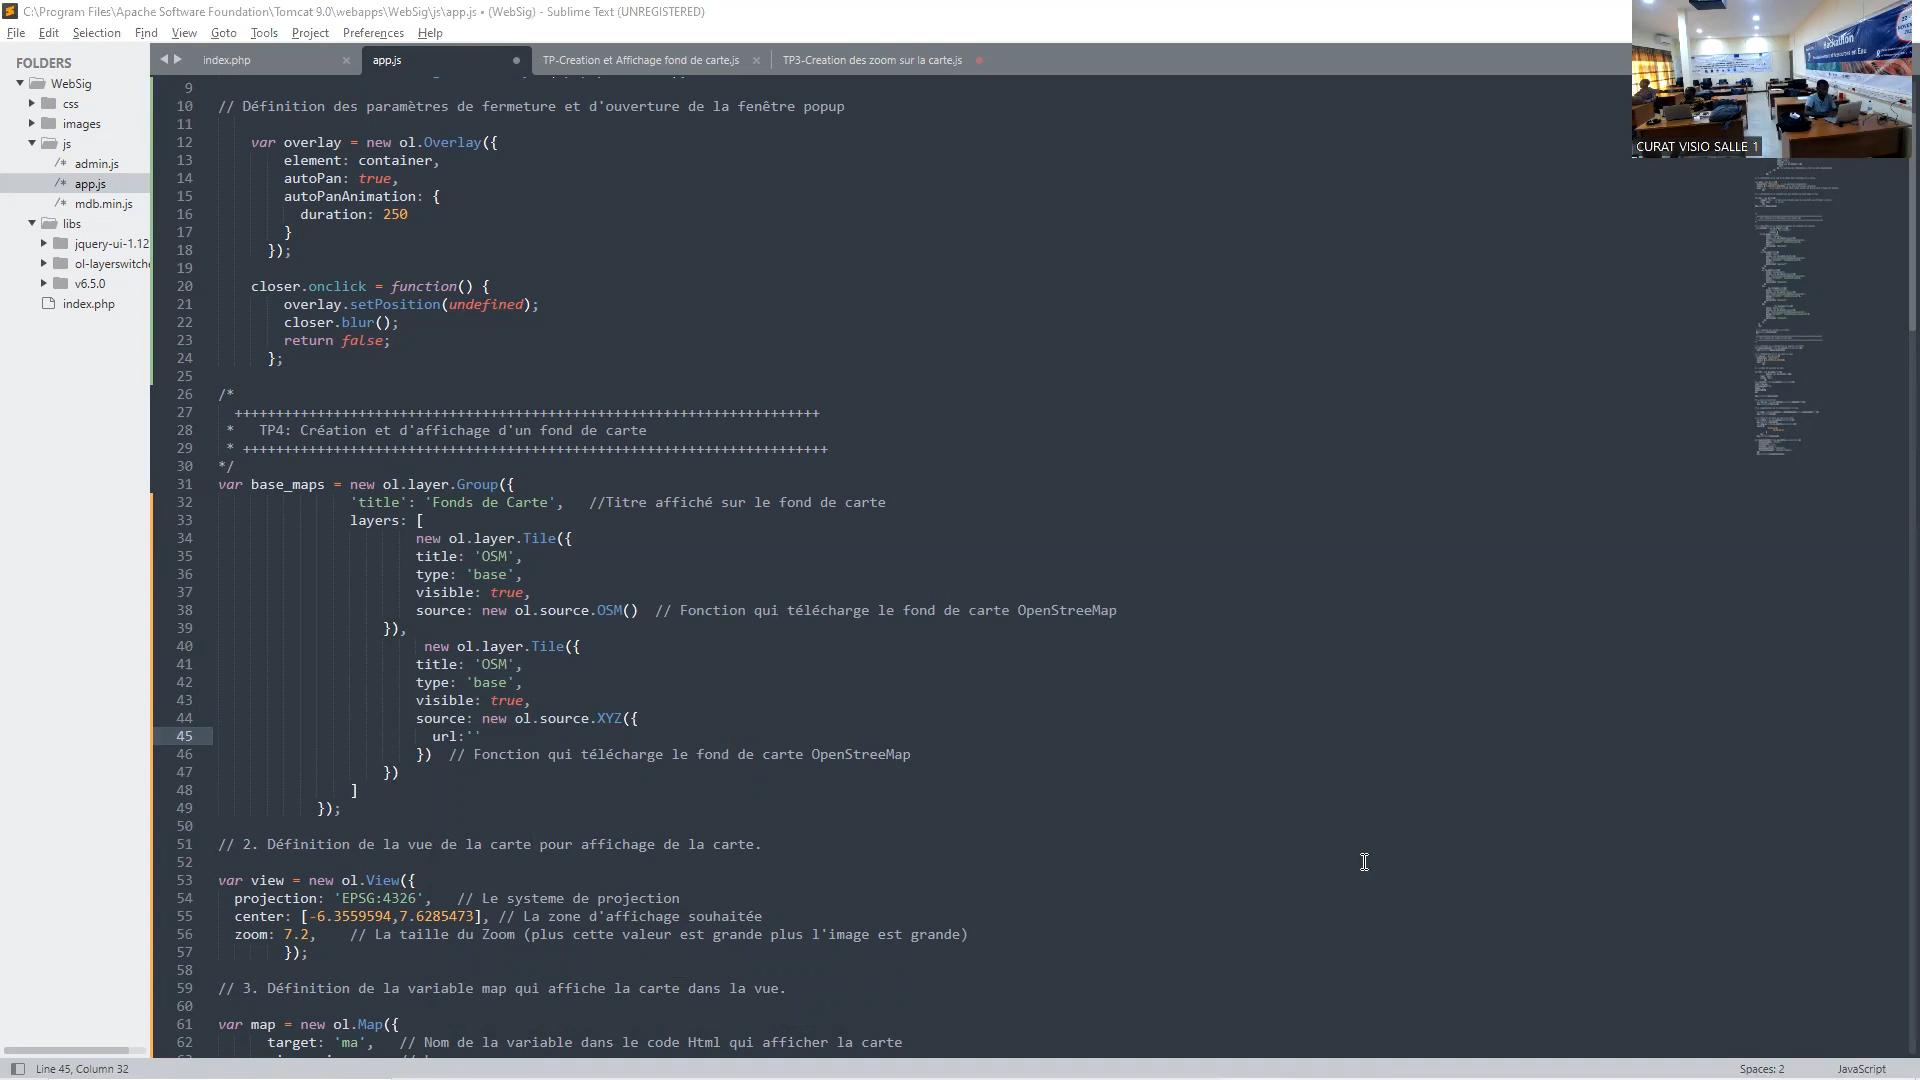 C:\Program Files\Apache Software Foundation\Tomcat 9.0\webapps\WebSig\js\app.js • (WebSig) - Sublime Text (UNREGISTERED)
File Edit Selection Find View Goto Tools Project Preferences Help
FOLDERS
WebSig
css
images
js
/* admin.js
/* app.js
/* mdb.min.js
libs
jquery-ui-1.12
ol-layerswitche
v6.5.0
index.php
index.php
app.js
TP-Creation et Affichage fond de carte.js
TP3-Creation des zoom sur la carte.js
Hackathon
CURAT VISIO SALLE 1
9
10 // Définition des paramètres de fermeture et d'ouverture de la fenêtre popup
11
12 var overlay = new ol.Overlay({
13 element: container,
14 autoPan: true,
15 autoPanAnimation: {
16 duration: 250
17 }
18 });
19
20 closer.onclick = function() {
21 overlay.setPosition(undefined);
22 closer.blur();
23 return false;
24 };
25
26 /*
27 +++++++++++++++++++++++++++++++++++++++++++++++++++++++++++++++++++++++
28 * TP4: Création et d'affichage d'un fond de carte
29 * +++++++++++++++++++++++++++++++++++++++++++++++++++++++++++++++++++++++
30 */
31 var base_maps = new ol.layer.Group({
32 'title': 'Fonds de Carte', //Titre affiché sur le fond de carte
33 layers: [
34 new ol.layer.Tile({
35 title: 'OSM',
36 type: 'base',
37 visible: true,
38 source: new ol.source.OSM() // Fonction qui télécharge le fond de carte OpenStreeMap
39 }),
40 new ol.layer.Tile({
41 title: 'OSM',
42 type: 'base',
43 visible: true,
44 source: new ol.source.XYZ({
45 url:''
46 }) // Fonction qui télécharge le fond de carte OpenStreeMap
47 })
48 ]
49 });
50
51 // 2. Définition de la vue de la carte pour affichage de la carte.
52
53 var view = new ol.View({
54 projection: 'EPSG:4326', // Le systeme de projection
55 center: [-6.3559594,7.6285473], // La zone d'affichage souhaitée
56 zoom: 7.2, // La taille du Zoom (plus cette valeur est grande plus l'image est grande)
57 });
58
59 // 3. Définition de la variable map qui affiche la carte dans la vue.
60
61 var map = new ol.Map({
62 target: 'ma', // Nom de la variable dans le code Html qui afficher la carte
Line 45, Column 32
Spaces: 2
JavaScript